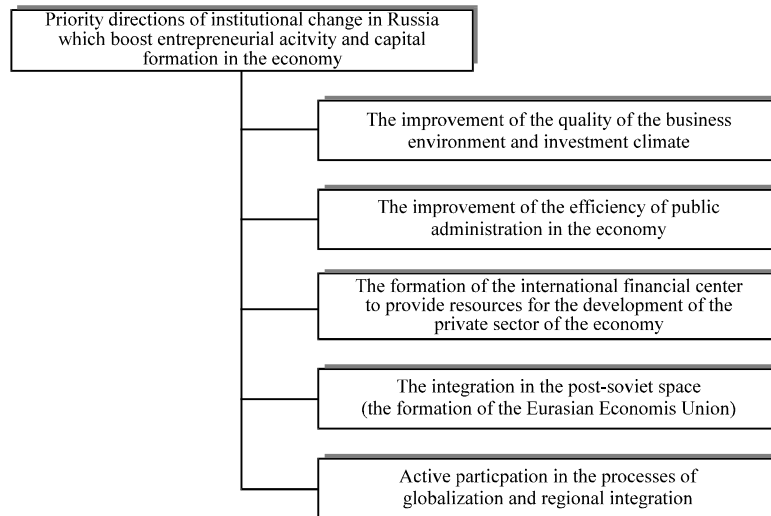 Priority directions of institutional change in Russia
which boost entrepreneurial acitvity and capital
formation in the economy
The improvement of the quality of the business
environment and investment climate
The improvement of the efficiency of public
administration in the economy
The formation of the international financial center
to provide resources for the development of the
private sector of the economy
The integration in the post-soviet space
(the formation of the Eurasian Economis Union)
Active particpation in the processes of
globalization and regional integration